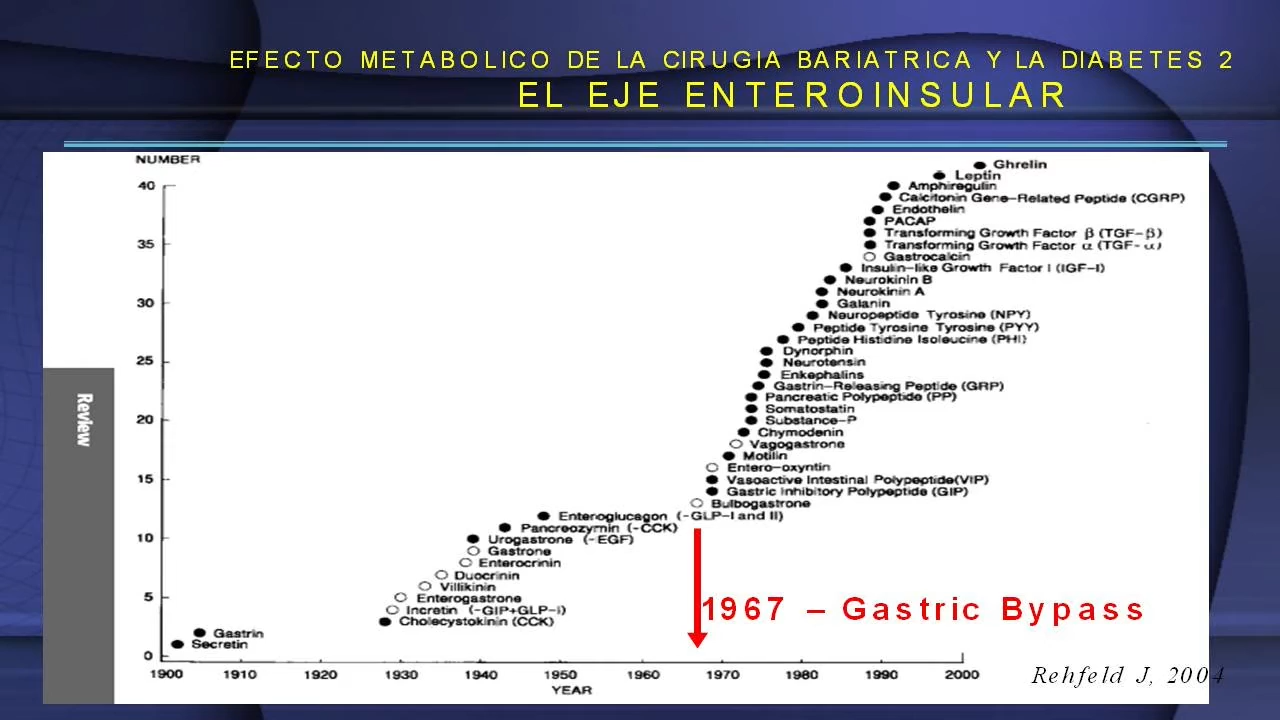 EFECTO METABOLICO DE LA CIRUGIA BARIATRICA Y LA DIABETES 2
EL EJE ENTEROINSULAR
NUMBER
Ghrelin
Leptin
40
Amphiregulin
Calcitonin Gene-Related Peptide (CGRP)
Endothelin
PACAP
Transforming Growth Factor β (TGF-β)
35
Transforming Growth Factor α (TGF-α)
Gastrocalcin
Insulin-like Growth Factor I (IGF-I)
Neurokinin B
Neurokinin A
30
Galanin
Neuropeptide Tyrosine (NPY)
Peptide Tyrosine Tyrosine (PYY)
Peptide Histidine Isoleucine (PHI)
Dynorphin
25
Neurotensin
Enkephalins
Gastrin-Releasing Peptide (GRP)
Pancreatic Polypeptide (PP)
Somatostatin
20
Substance-P
Chymodenin
Vagogastrone
Motilin
Entero-oxyntin
15
Vasoactive Intestinal Polypeptide(VIP)
Gastric Inhibitory Polypeptide (GIP)
Bulbogastrone
Enteroglucagon (-GLP-I and II)
Pancreozymin (-CCK)
10
Urogastrone (-EGF)
Gastrone
Enterocrinin
Duocrinin
Villikinin
5
Enterogastrone
Incretin (-GIP+GLP-I)
Cholecystokinin (CCK)
Gastrin
Secretin
0
1900 1910 1920 1930 1940 1950 1960 1970 1980 1990 2000
YEAR
Review
1967 – Gastric Bypass
Rehfeld J, 2004